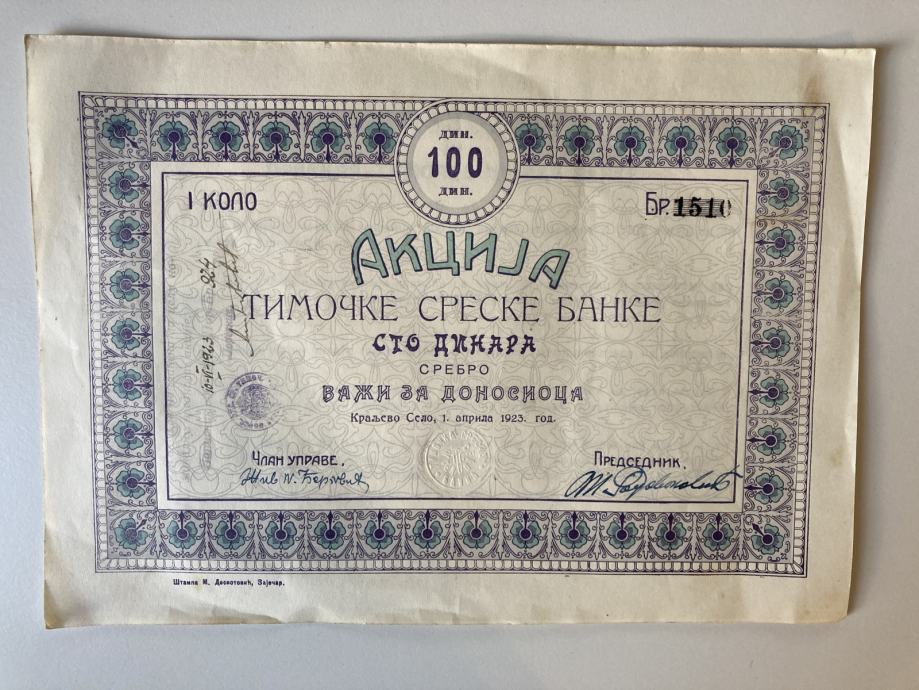 ДИН.
100
ДИН.
I КОЛО
БР. 1510
АКЦИЈА
ТИМОЧКЕ СРЕСКЕ БАНКЕ
СТО ДИНАРА
СРЕБРО
ВАЖИ ЗА ДОНОСИОЦА
Краљево Село, 1. априла 1923. год.
ЧЛАН УПРАВЕ,
ПРЕДСЕДНИК,
Штампа М. Деспотовић, Зајечар.